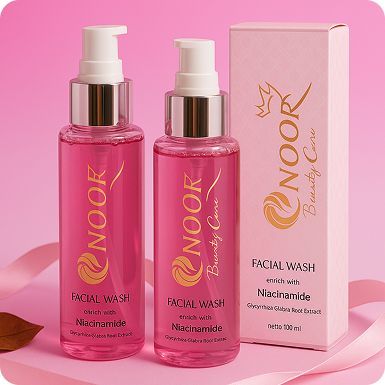 NOOR
FACIAL WASH
enrich with
Niacinamide
Glycyrrhiza Glabra Root Extract
NOOR
Beauty Care
FACIAL WASH
enrich with
Niacinamide
Glycyrrhiza Glabra Root Extract
NOOR
Beauty Care
FACIAL WASH
enrich with
Niacinamide
Glycyrrhiza Glabra Root Extract
netto 100 ml